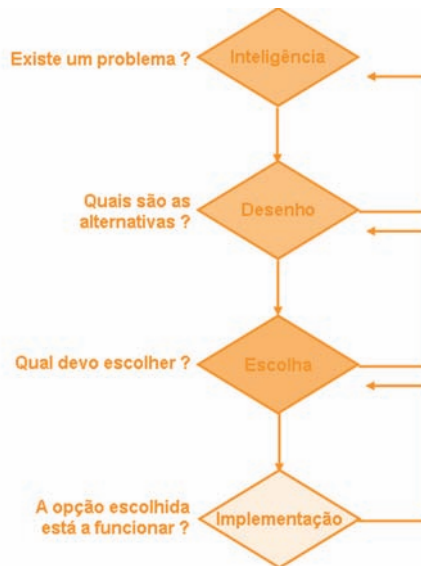 Existe um problema ?
Inteligência
Quais são as
alternativas ?
Desenho
Qual devo escolher ?
Escolha
A opção escolhida
está a funcionar ?
Implementação